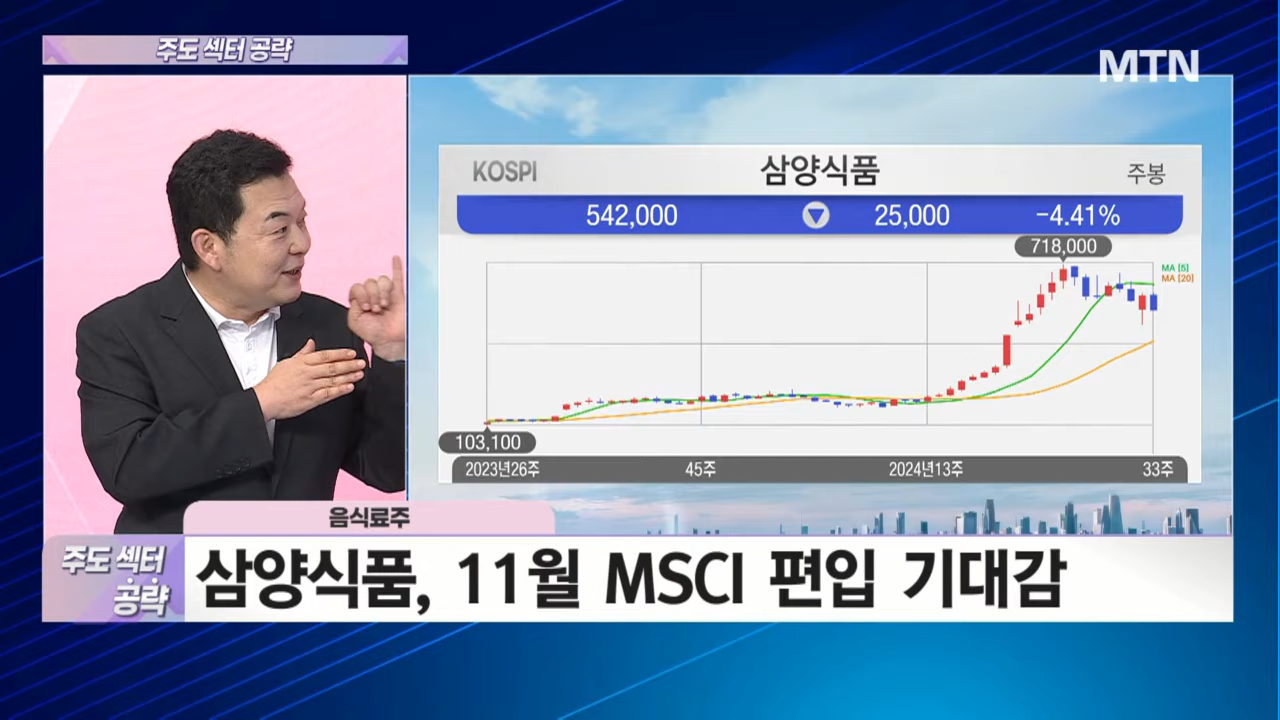 주도 섹터 공략
MTN
KOSPI
삼양식품
주봉
542,000 ▽ 25,000 -4.41%
718,000
MA [5]
MA [20]
103,100
2023년26주 45주 2024년13주 33주
음식료주
주도 섹터
공략
삼양식품, 11월 MSCI 편입 기대감